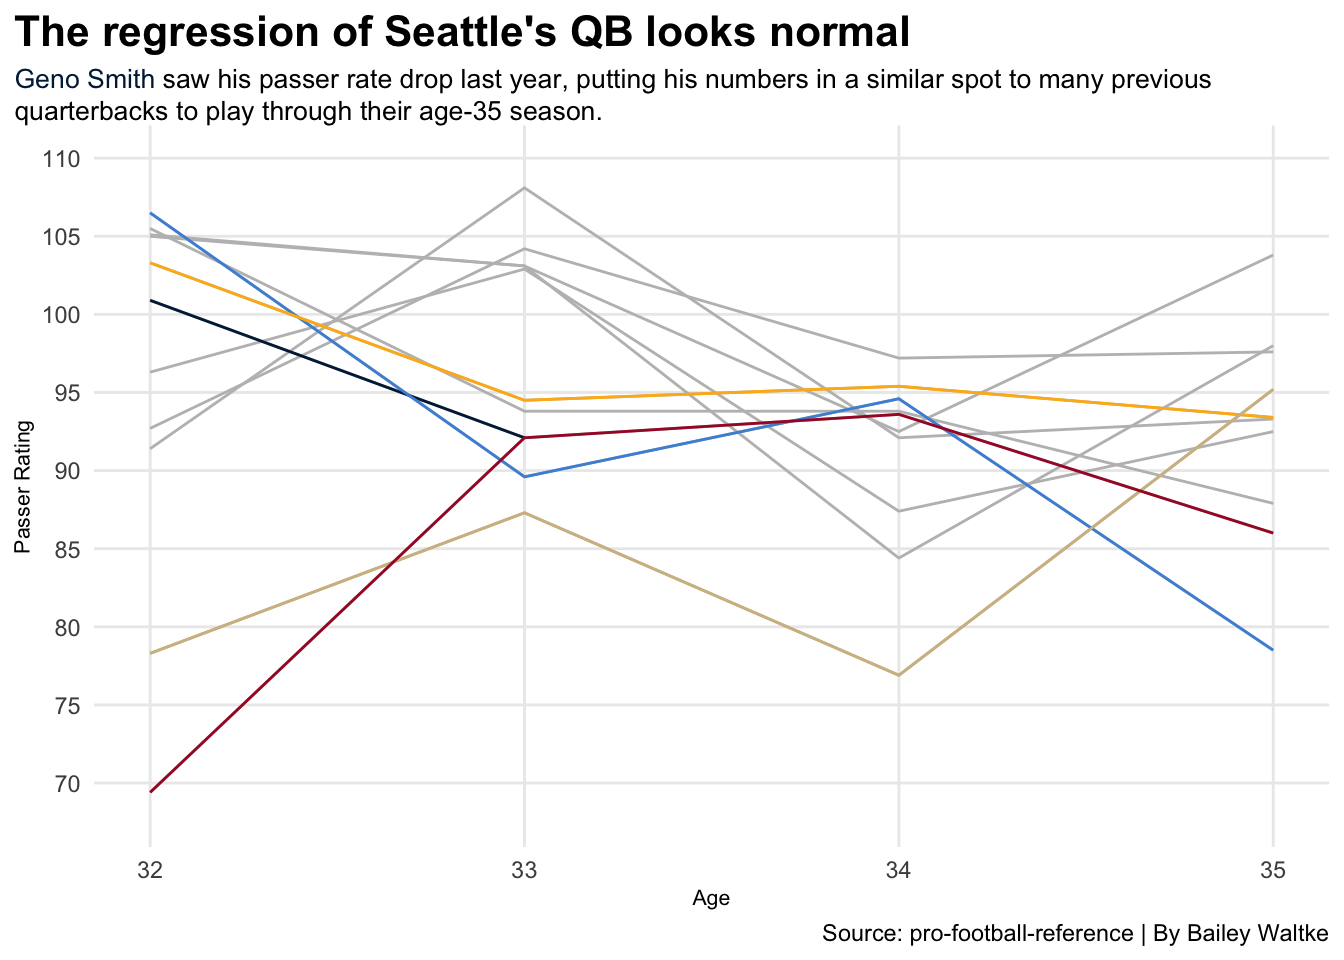 The regression of Seattle's QB looks normal
Geno Smith saw his passer rate drop last year, putting his numbers in a similar spot to many previous
quarterbacks to play through their age-35 season.
110
105
100
95
90
85
80
75
70
Passer Rating
32
33
34
35
Age
Source: pro-football-reference | By Bailey Waltke